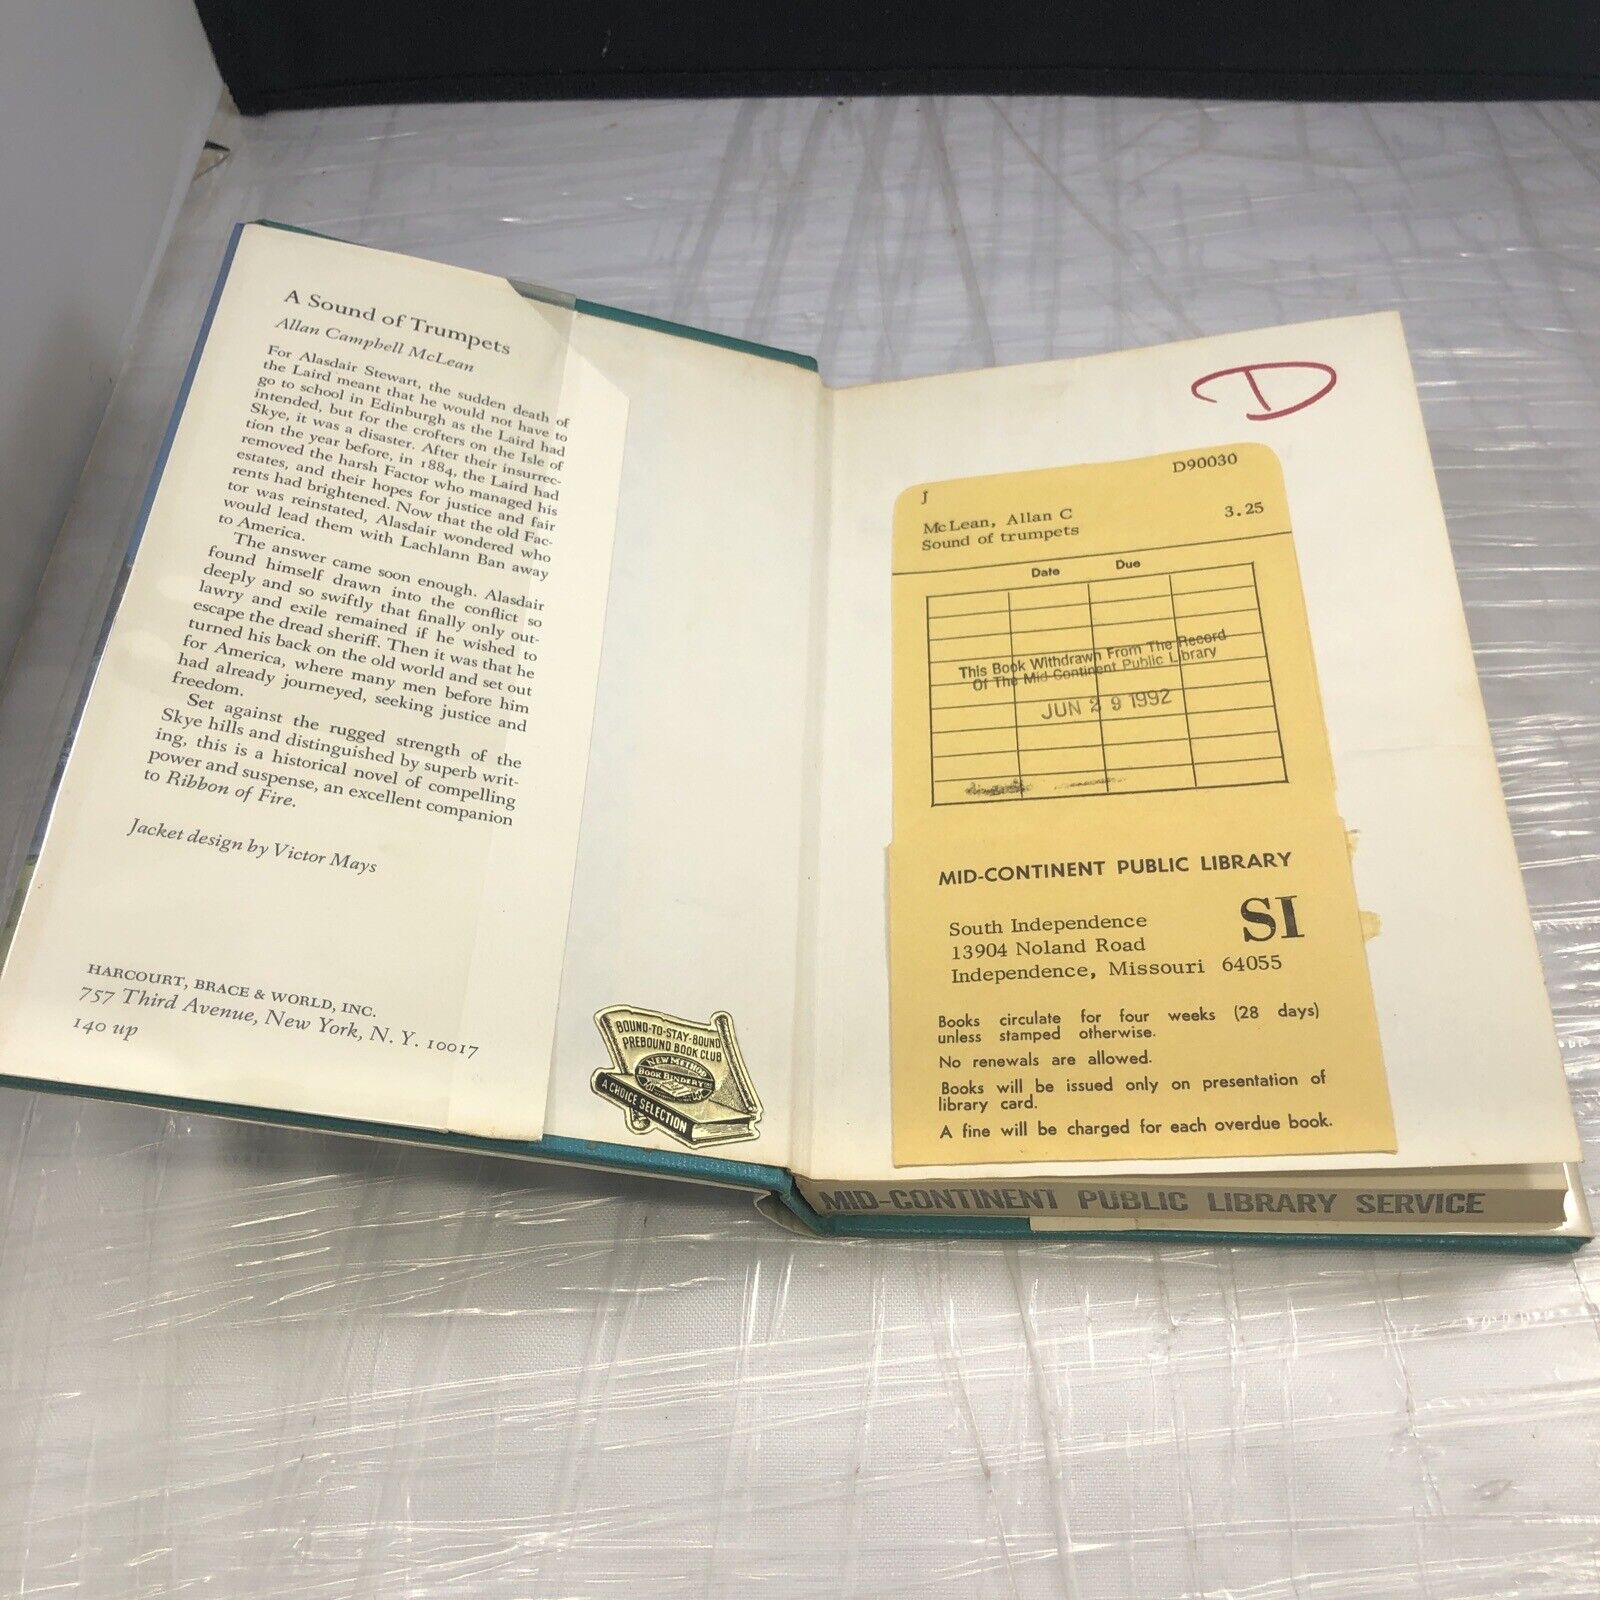 A Sound of Trumpets
Allan Campbell McLean
For Alasdair Stewart, the sudden death of
the Laird meant that he would not have to
go to school in Edinburgh as the Laird had
intended, but for the crofters on the Isle of
Skye, it was a disaster. After their insurrec-
tion the year before, in 1884, the Laird had
removed the harsh Factor who managed his
estates, and their hopes for justice and fair
rents had brightened. Now that the old Fac-
tor was reinstated, Alasdair wondered who
would lead them with Lachlann Ban away
to America.
The answer came soon enough. Alasdair
found himself drawn into the conflict so
deeply and so swiftly that finally only out-
lawry and exile remained if he wished to
escape the dread sheriff. Then it was that he
turned his back on the old world and set out
for America, where many men before him
had already journeyed, seeking justice and
freedom.
Set against the rugged strength of the
Skye hills and distinguished by superb writ-
ing, this is a historical novel of compelling
power and suspense, an excellent companion
to Ribbon of Fire.
Jacket design by Victor Mays
HARCOURT, BRACE & WORLD, INC.
757 Third Avenue, New York, N. Y. 10017
140 up
BOUND-TO-STAY-BOUND
PREBOUND BOOK CLUB
NEW METHOD
BOOK BINDERY
A CHOICE SELECTION
D
D90030
J
McLean, Allan C
3.25
Sound of trumpets
Date Due
This Book Withdrawn From The Record
Of The Mid-Continent Public Library
JUN 29 1992
MID-CONTINENT PUBLIC LIBRARY
South Independence
SI
13904 Noland Road
Independence, Missouri 64055
Books circulate for four weeks (28 days)
unless stamped otherwise.
No renewals are allowed.
Books will be issued only on presentation of
library card.
A fine will be charged for each overdue book.
MID-CONTINENT PUBLIC LIBRARY SERVICE